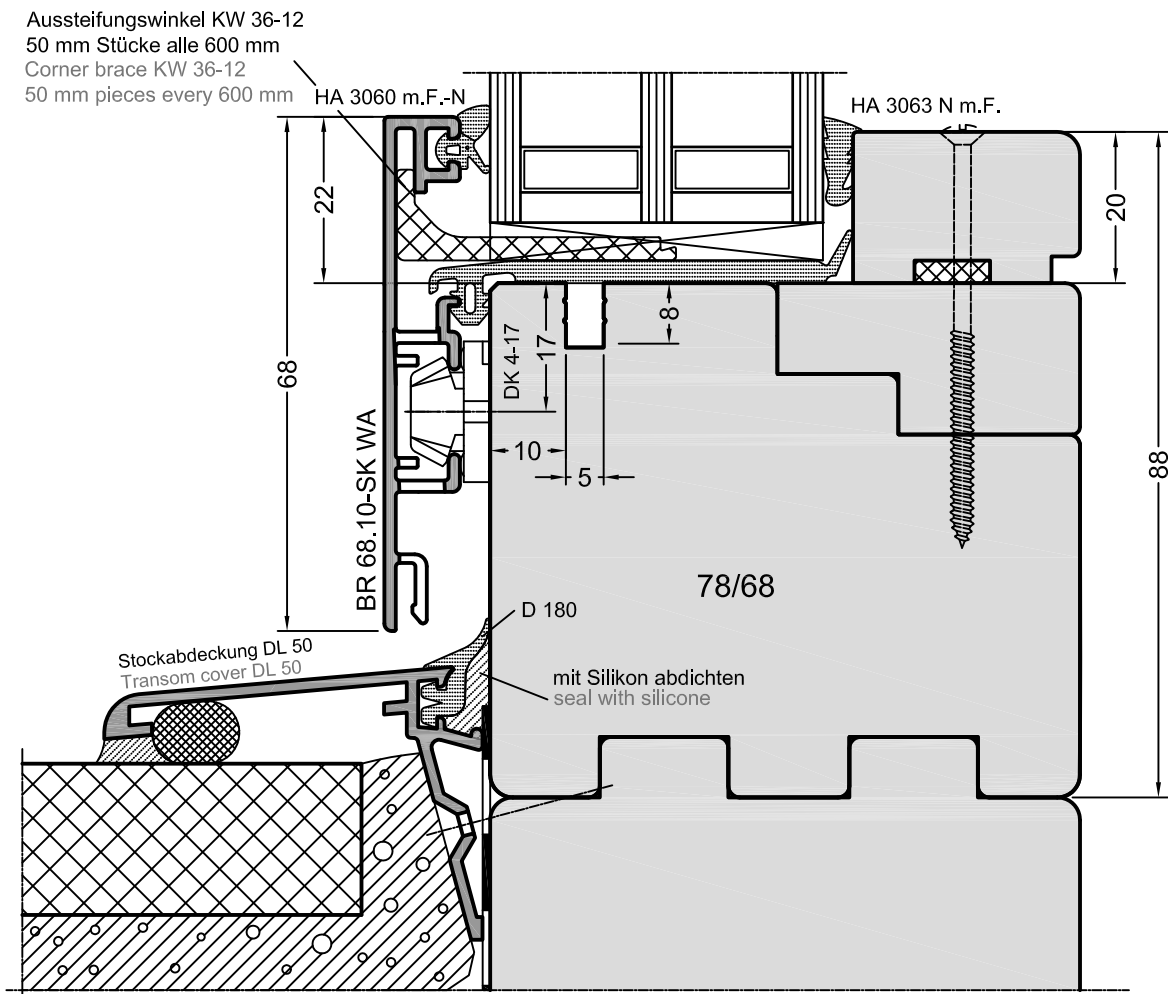 Aussteifungswinkel KW 36-12
50 mm Stücke alle 600 mm
Corner brace KW 36-12
50 mm pieces every 600 mm
HA 3060 m.F.-N
HA 3063 N m.F.
22
20
68
8
17
DK 4-17
10
5
88
BR 68.10-SK WA
78/68
D 180
Stockabdeckung DL 50
Transom cover DL 50
mit Silikon abdichten
seal with silicone